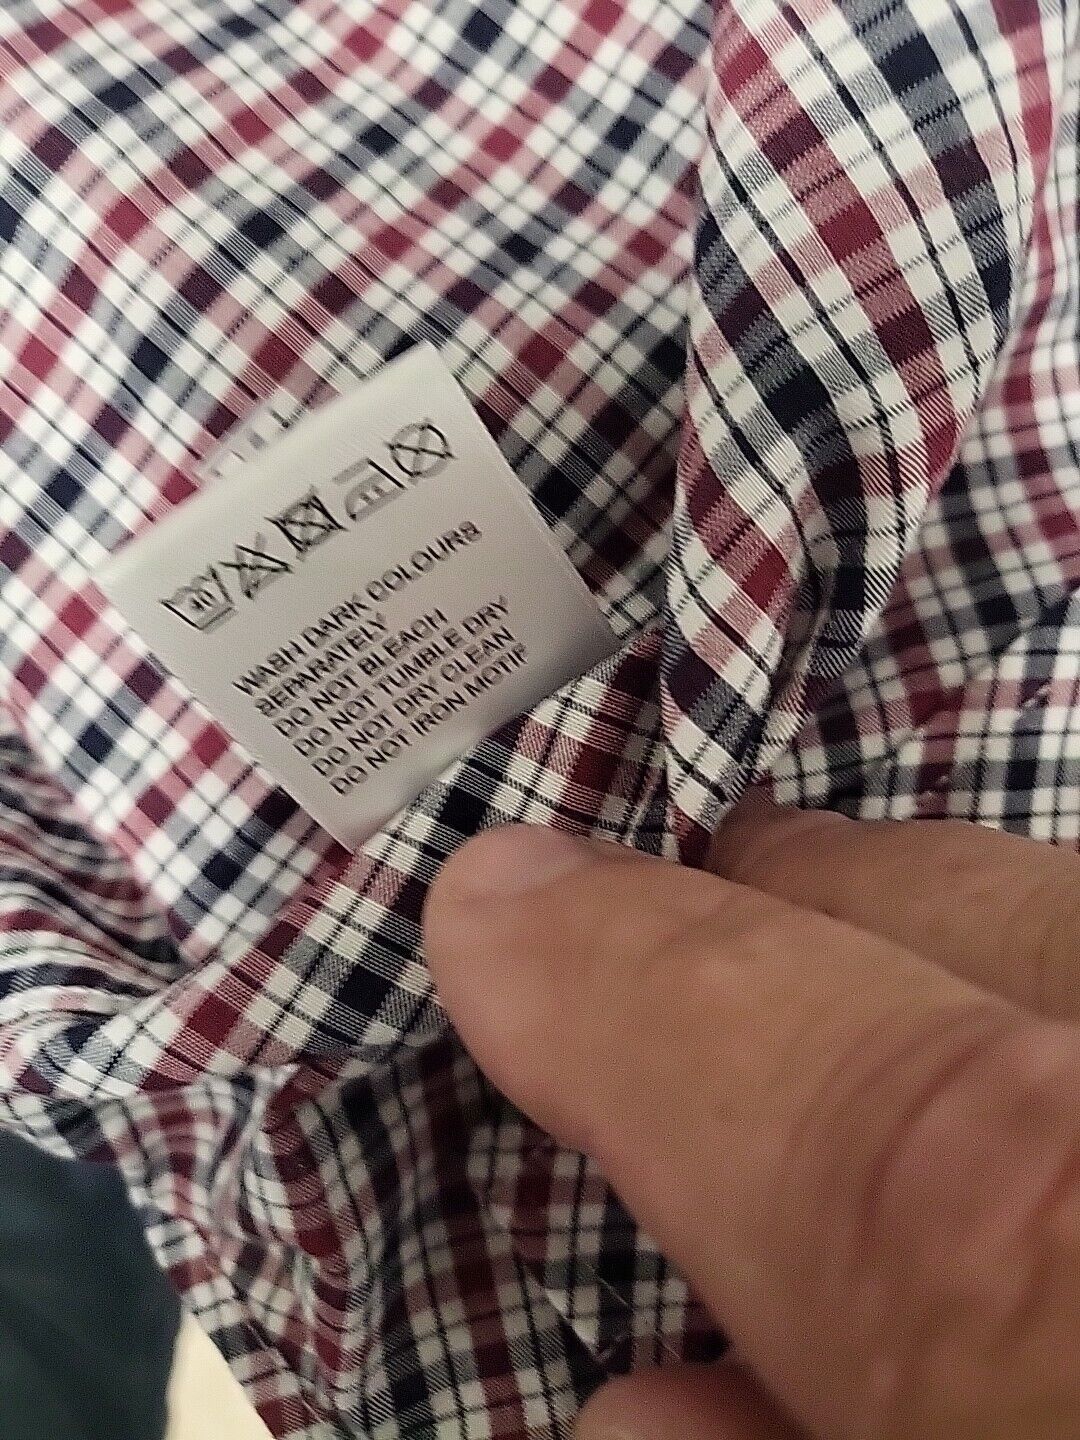 40
WASH DARK COLOURS
SEPARATELY
DO NOT BLEACH
DO NOT TUMBLE DRY
DO NOT DRY CLEAN
DO NOT IRON MOTIF